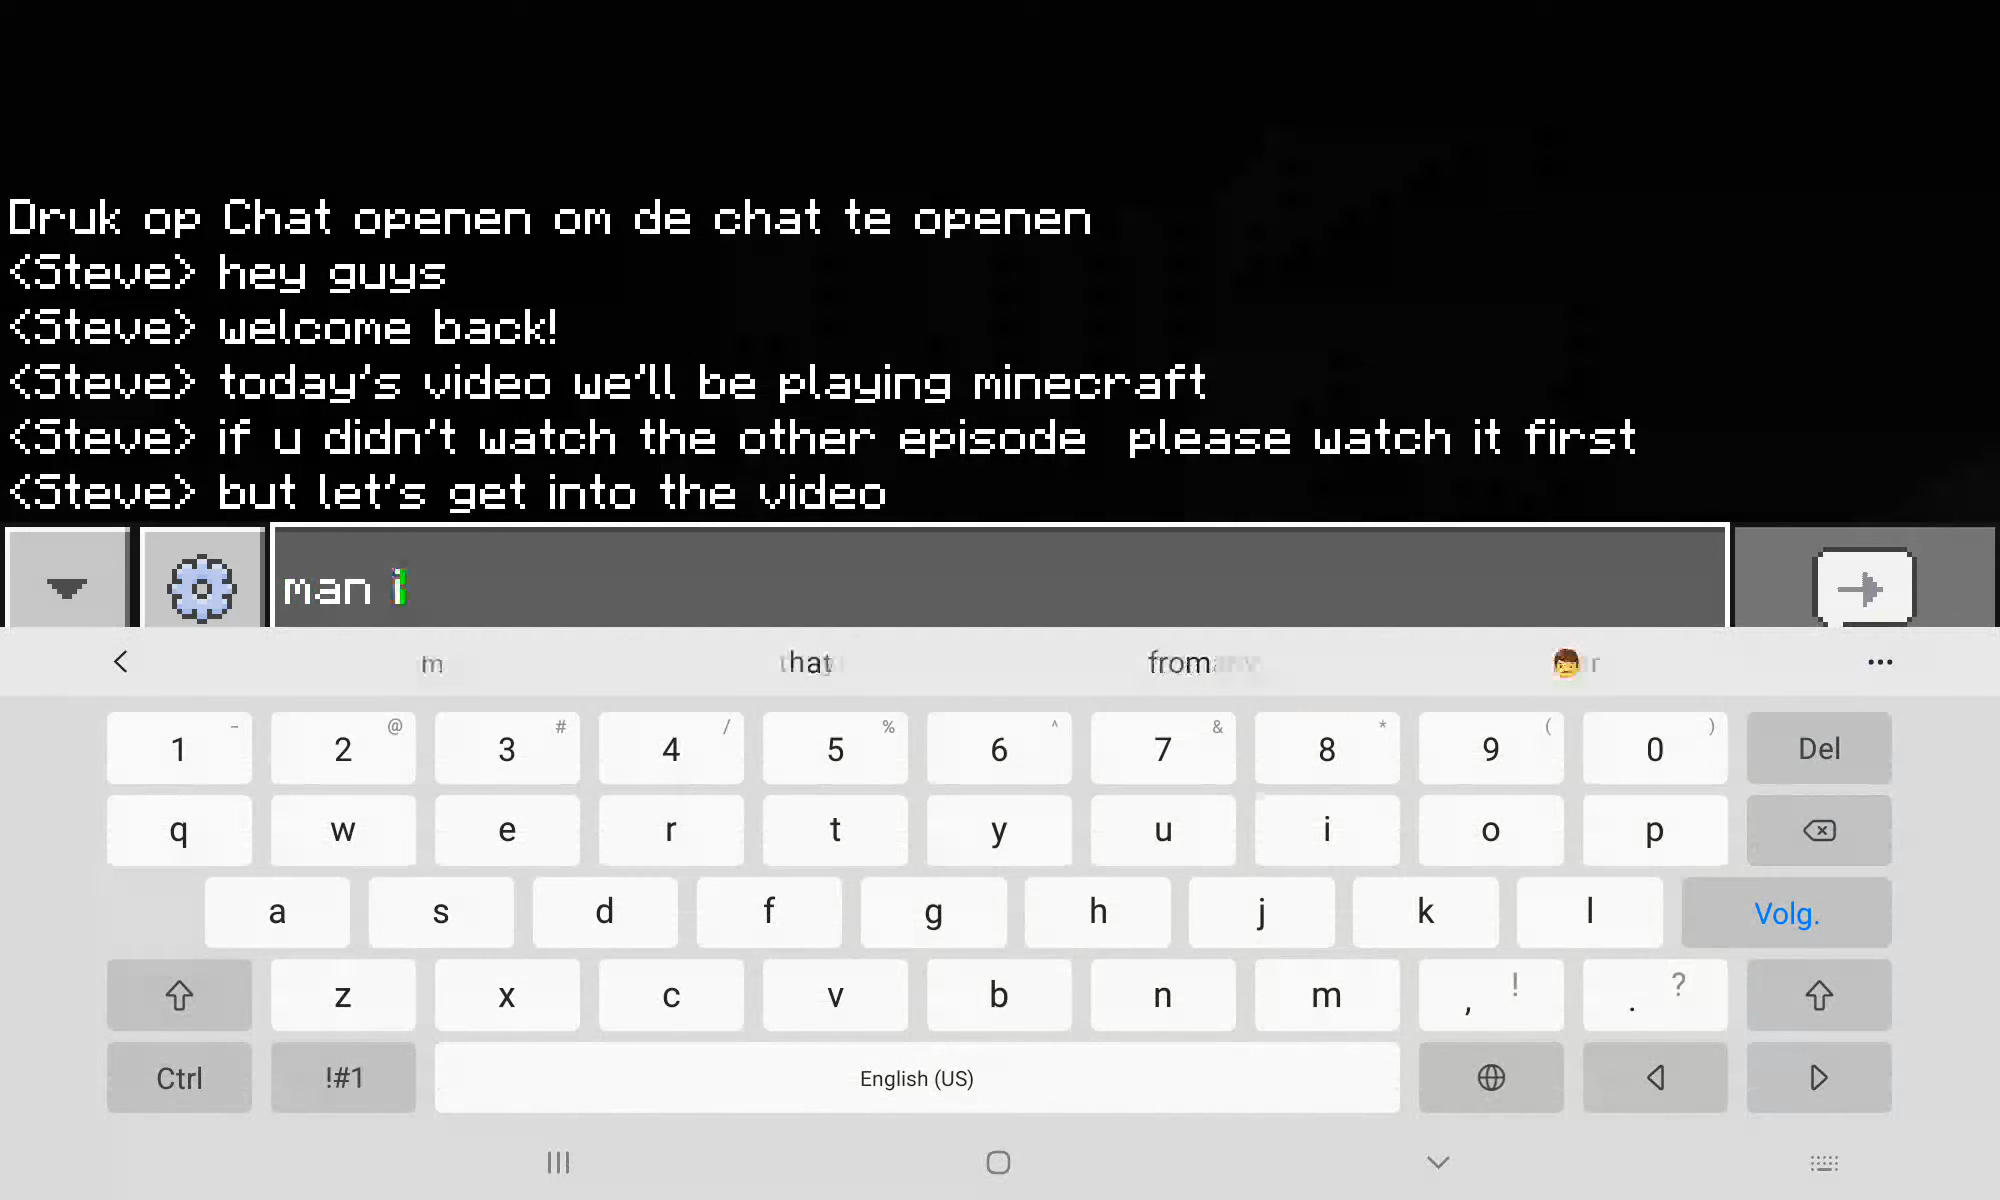 Druk op Chat openen om de chat te openen
<Steve> hey guys
<Steve> welcome back!
<Steve> today's video we'll be playing minecraft
<Steve> if u didn't watch the other episode  please watch it first
<Steve> but let's get into the video
man i
from
1 - 2 @ 3 # 4 / 5 % 6 ^ 7 & 8 * 9 ( 0 ) Del
q w e r t y u i o p
a s d f g h j k l Volg.
z x c v b n m , ! . ?
Ctrl !#1 English (US)